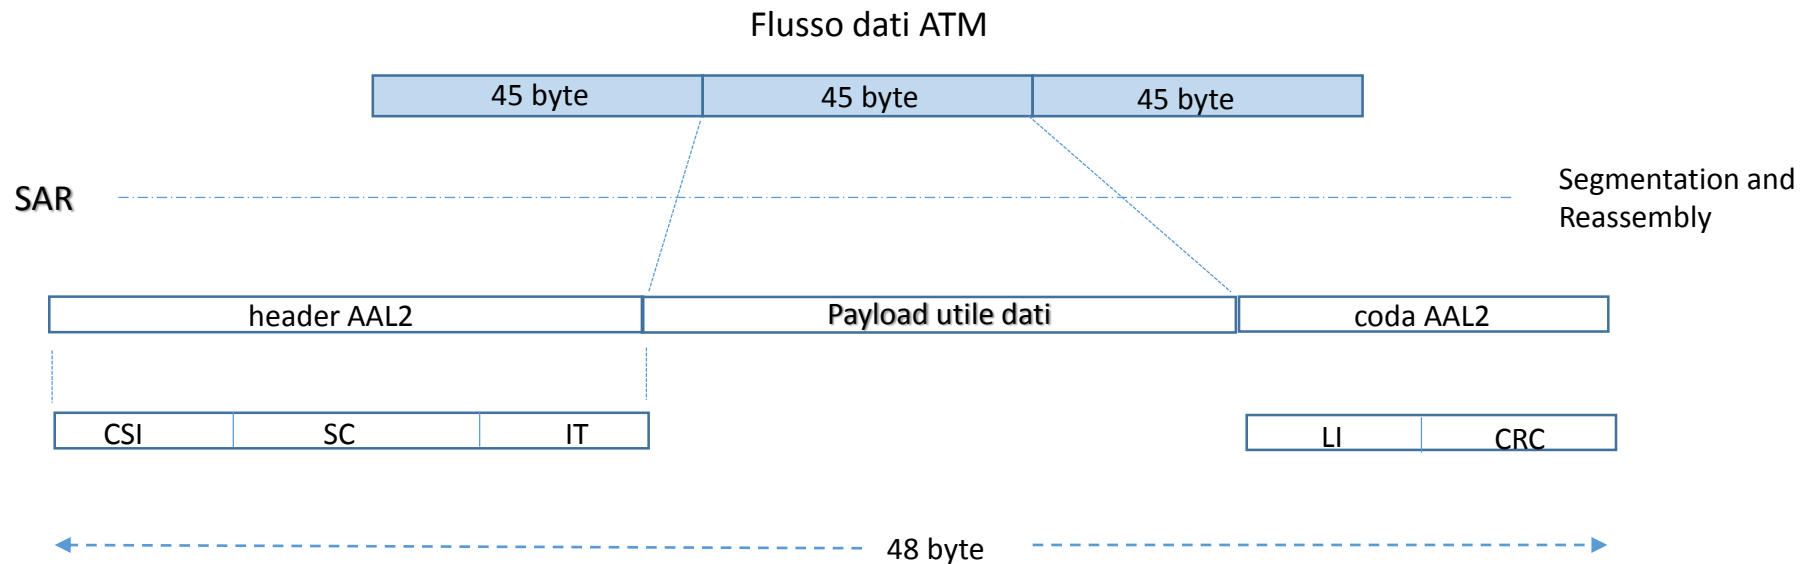 Flusso dati ATM
45 byte 45 byte 45 byte
SAR
Segmentation and
Reassembly
header AAL2 Payload utile dati coda AAL2
CSI SC IT LI CRC
48 byte